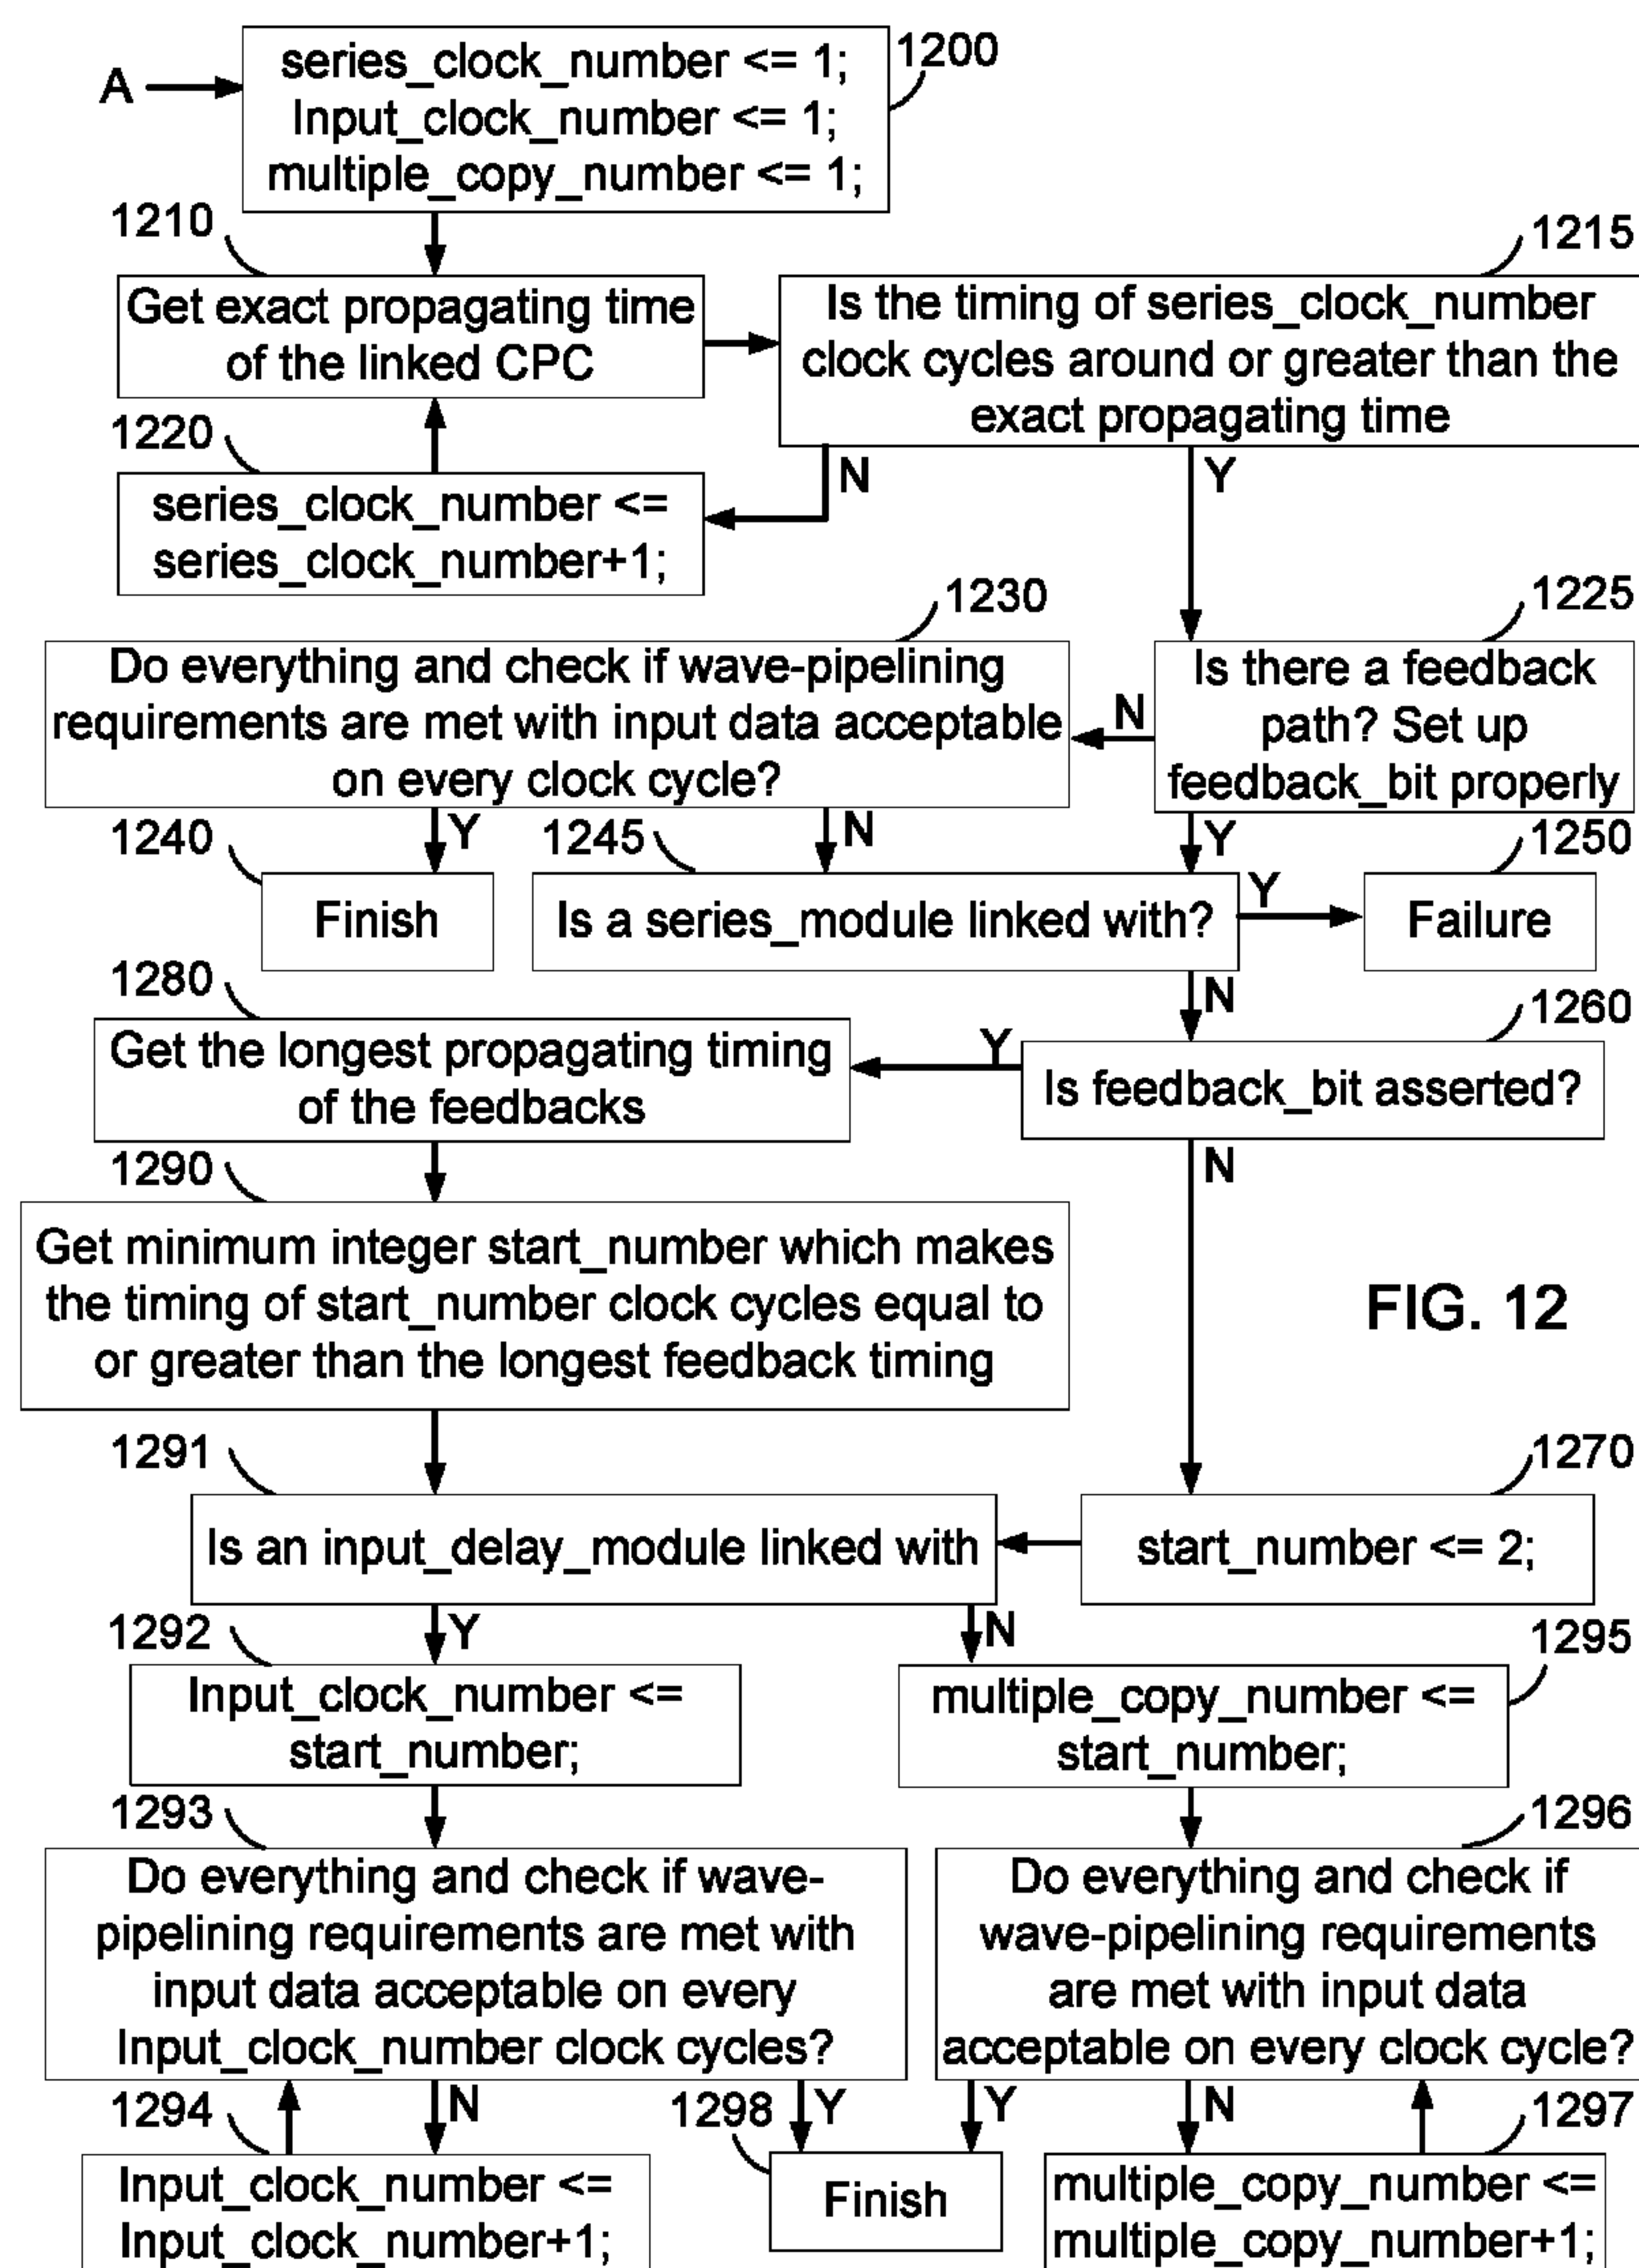 A
series_clock_number <= 1;
Input_clock_number <= 1;
multiple_copy_number <= 1;
1200
1210
Get exact propagating time
of the linked CPC
1215
Is the timing of series_clock_number
clock cycles around or greater than the
exact propagating time
1220
series_clock_number <=
series_clock_number+1;
N
Y
1230
Do everything and check if wave-pipelining
requirements are met with input data acceptable
on every clock cycle?
N
1225
Is there a feedback
path? Set up
feedback_bit properly
1240
Y
Finish
1245
N
Y
Is a series_module linked with?
Y
1250
Failure
N
1280
Get the longest propagating timing
of the feedbacks
Y
1260
Is feedback_bit asserted?
N
1290
Get minimum integer start_number which makes
the timing of start_number clock cycles equal to
or greater than the longest feedback timing
FIG. 12
1291
Is an input_delay_module linked with
1270
start_number <= 2;
1292
Y
Input_clock_number <=
start_number;
N
1295
multiple_copy_number <=
start_number;
1293
Do everything and check if wave-
pipelining requirements are met with
input data acceptable on every
Input_clock_number clock cycles?
1296
Do everything and check if
wave-pipelining requirements
are met with input data
acceptable on every clock cycle?
1294
N
Input_clock_number <=
Input_clock_number+1;
1298
Y
Y
Finish
N
1297
multiple_copy_number <=
multiple_copy_number+1;